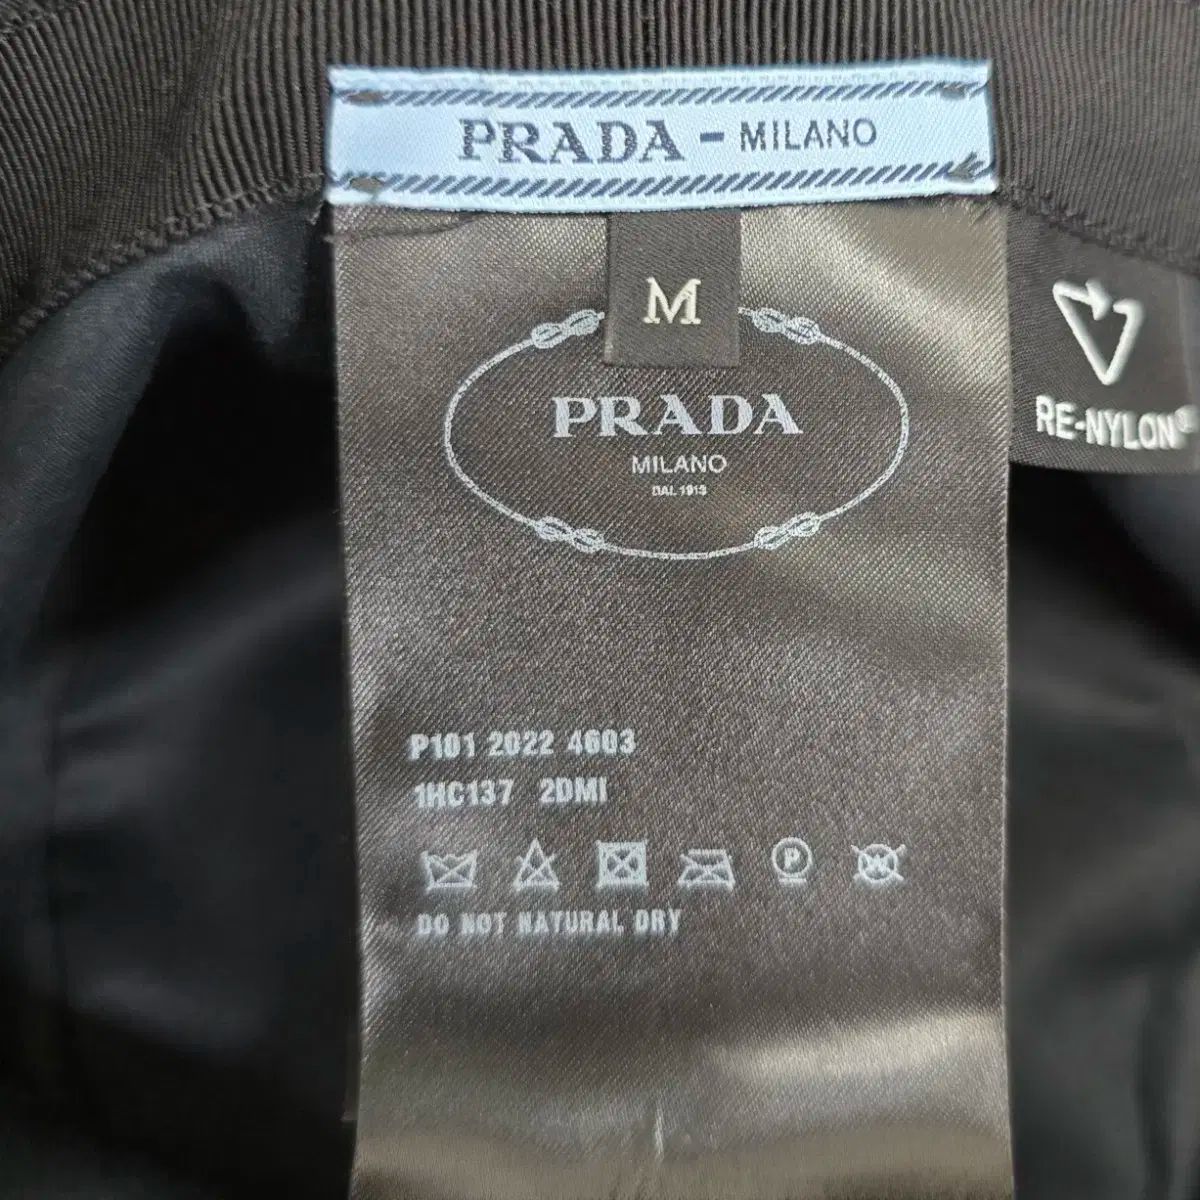 PRADA - MILANO
M
PRADA
MILANO
DAL 1913
RE-NYLON®
P101 2022 4603
1HC137 2DMI
P
W
DO NOT NATURAL DRY